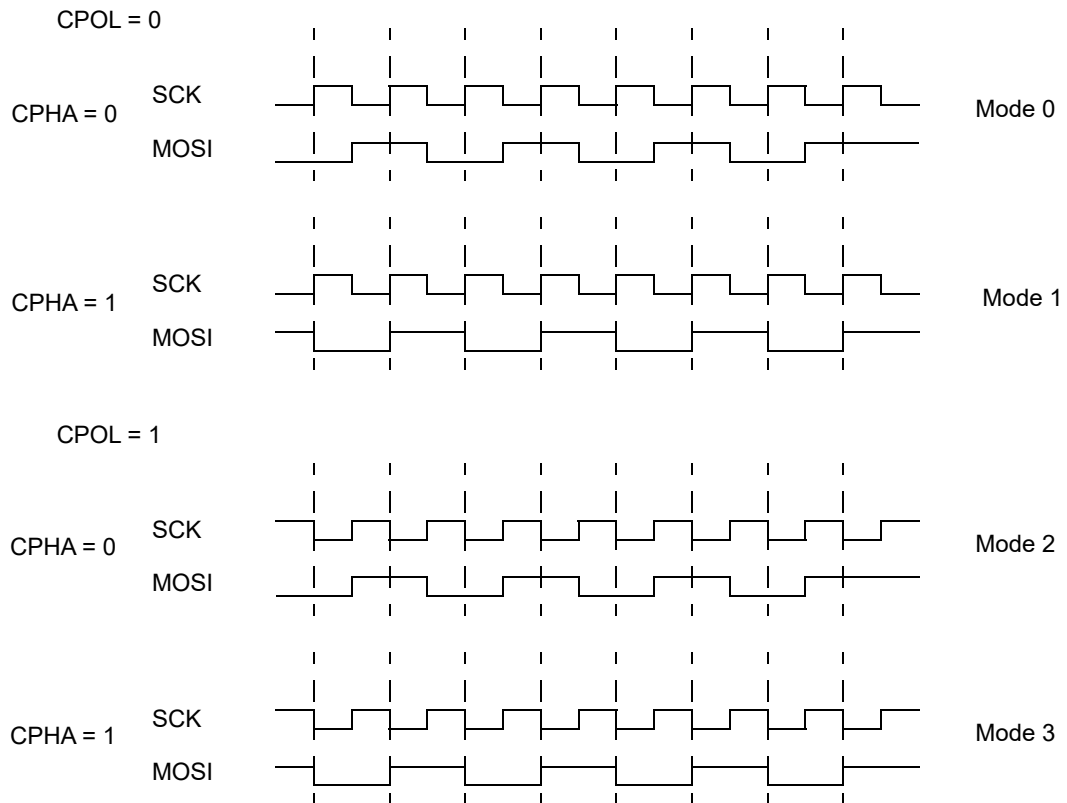 CPOL = 0
SCK
CPHA = 0
Mode 0
MOSI
SCK
CPHA = 1
Mode 1
MOSI
CPOL = 1
SCK
CPHA = 0
Mode 2
MOSI
SCK
CPHA = 1
Mode 3
MOSI